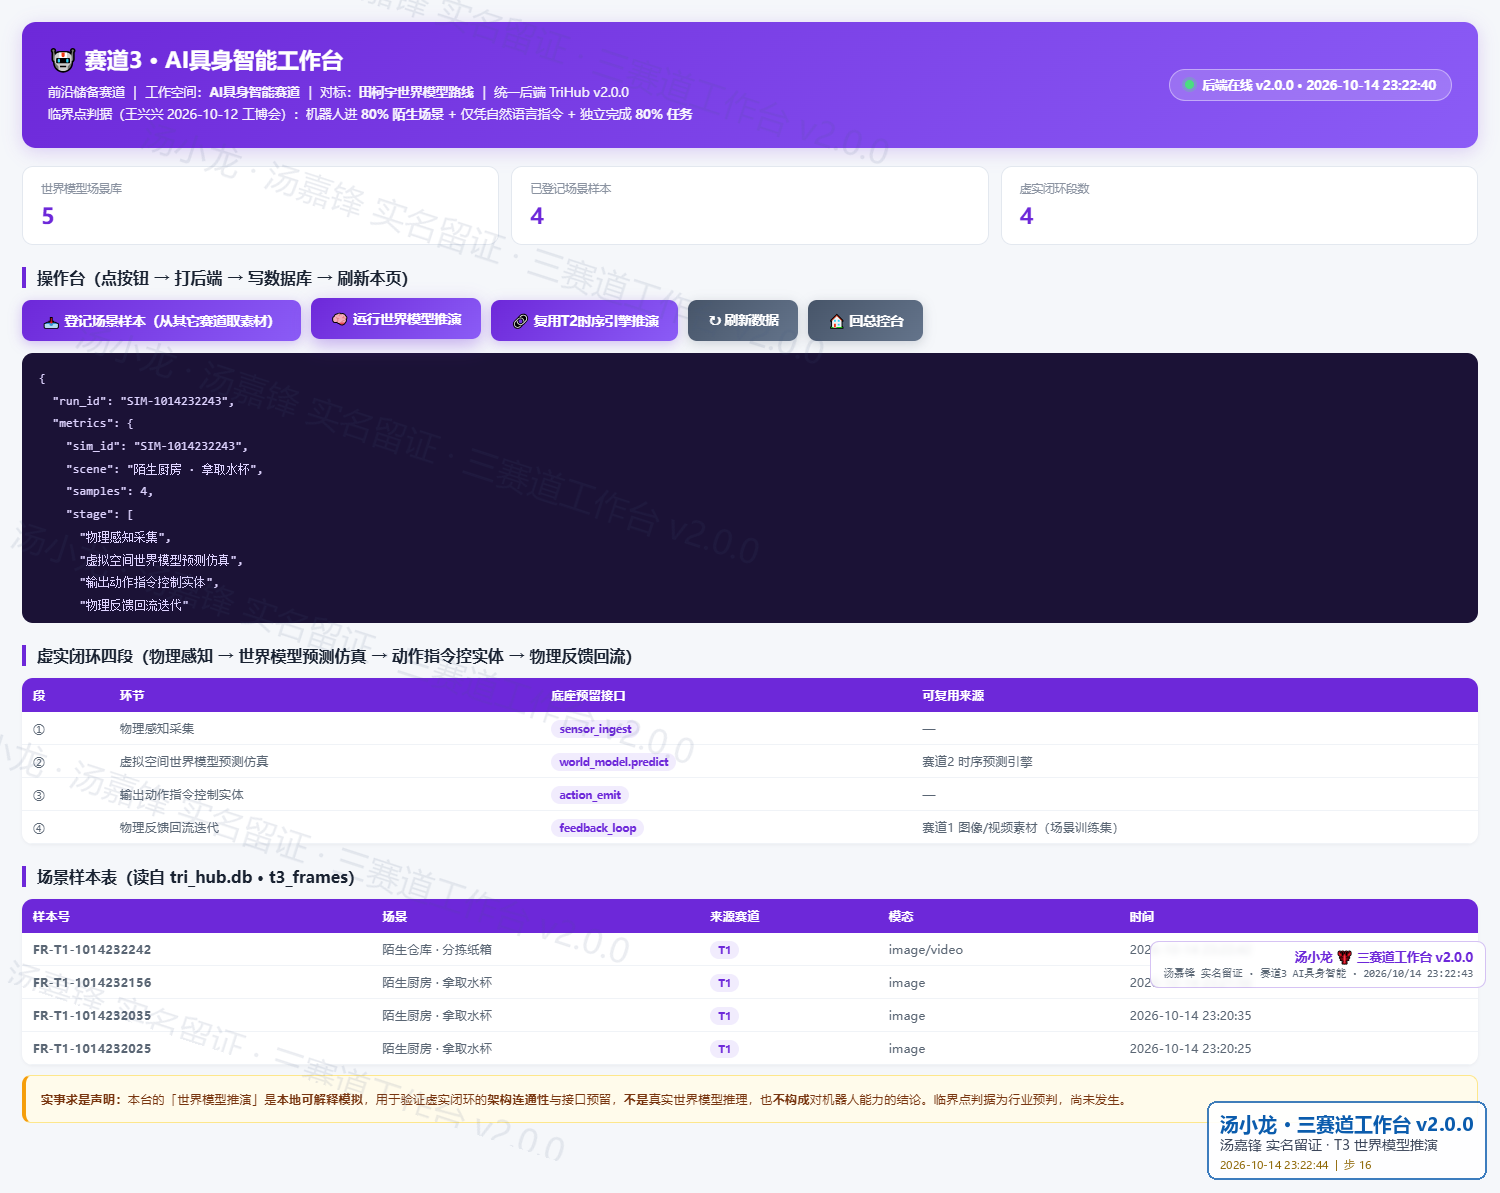 赛道3 • AI具身智能工作台
前沿储备赛道 | 工作空间：AI具身智能赛道 | 对标：田柯宇世界模型路线 | 统一后端 TriHub v2.0.0
临界点判据（王兴兴 2026-10-12 工博会）：机器人进 80% 陌生场景 + 仅凭自然语言指令 + 独立完成 80% 任务
后端在线 v2.0.0 • 2026-10-14 23:22:40
世界模型场景库
5
已登记场景样本
4
虚实闭环段数
4
操作台（点按钮 → 打后端 → 写数据库 → 刷新本页）
登记场景样本（从其它赛道取素材）
运行世界模型推演
复用T2时序引擎推演
↻ 刷新数据
回总控台
{
"run_id": "SIM-1014232243",
"metrics": {
"sim_id": "SIM-1014232243",
"scene": "陌生厨房 · 拿取水杯",
"samples": 4,
"stage": [
"物理感知采集",
"虚拟空间世界模型预测仿真",
"输出动作指令控制实体",
"物理反馈回流迭代"
虚实闭环四段（物理感知 → 世界模型预测仿真 → 动作指令控实体 → 物理反馈回流）
段 环节 底座预留接口 可复用来源
① 物理感知采集 sensor_ingest —
② 虚拟空间世界模型预测仿真 world_model.predict 赛道2 时序预测引擎
③ 输出动作指令控制实体 action_emit —
④ 物理反馈回流迭代 feedback_loop 赛道1 图像/视频素材（场景训练集）
场景样本表（读自 tri_hub.db • t3_frames）
样本号 场景 来源赛道 模态 时间
FR-T1-1014232242 陌生仓库 · 分拣纸箱 T1 image/video 202
FR-T1-1014232156 陌生厨房 · 拿取水杯 T1 image 202
FR-T1-1014232035 陌生厨房 · 拿取水杯 T1 image 2026-10-14 23:20:35
FR-T1-1014232025 陌生厨房 · 拿取水杯 T1 image 2026-10-14 23:20:25
汤小龙 三赛道工作台 v2.0.0
汤嘉锋 实名留证 · 赛道3 AI具身智能 · 2026/10/14 23:22:43
实事求是声明：本台的「世界模型推演」是本地可解释模拟，用于验证虚实闭环的架构连通性与接口预留，不是真实世界模型推理，也不构成对机器人能力的结论。临界点判据为行业预判，尚未发生。
汤小龙 • 三赛道工作台 v2.0.0
汤嘉锋 实名留证 · T3 世界模型推演
2026-10-14 23:22:44 | 步 16
汤小龙 · 汤嘉锋 实名留证 · 三赛道工作台 v2.0.0